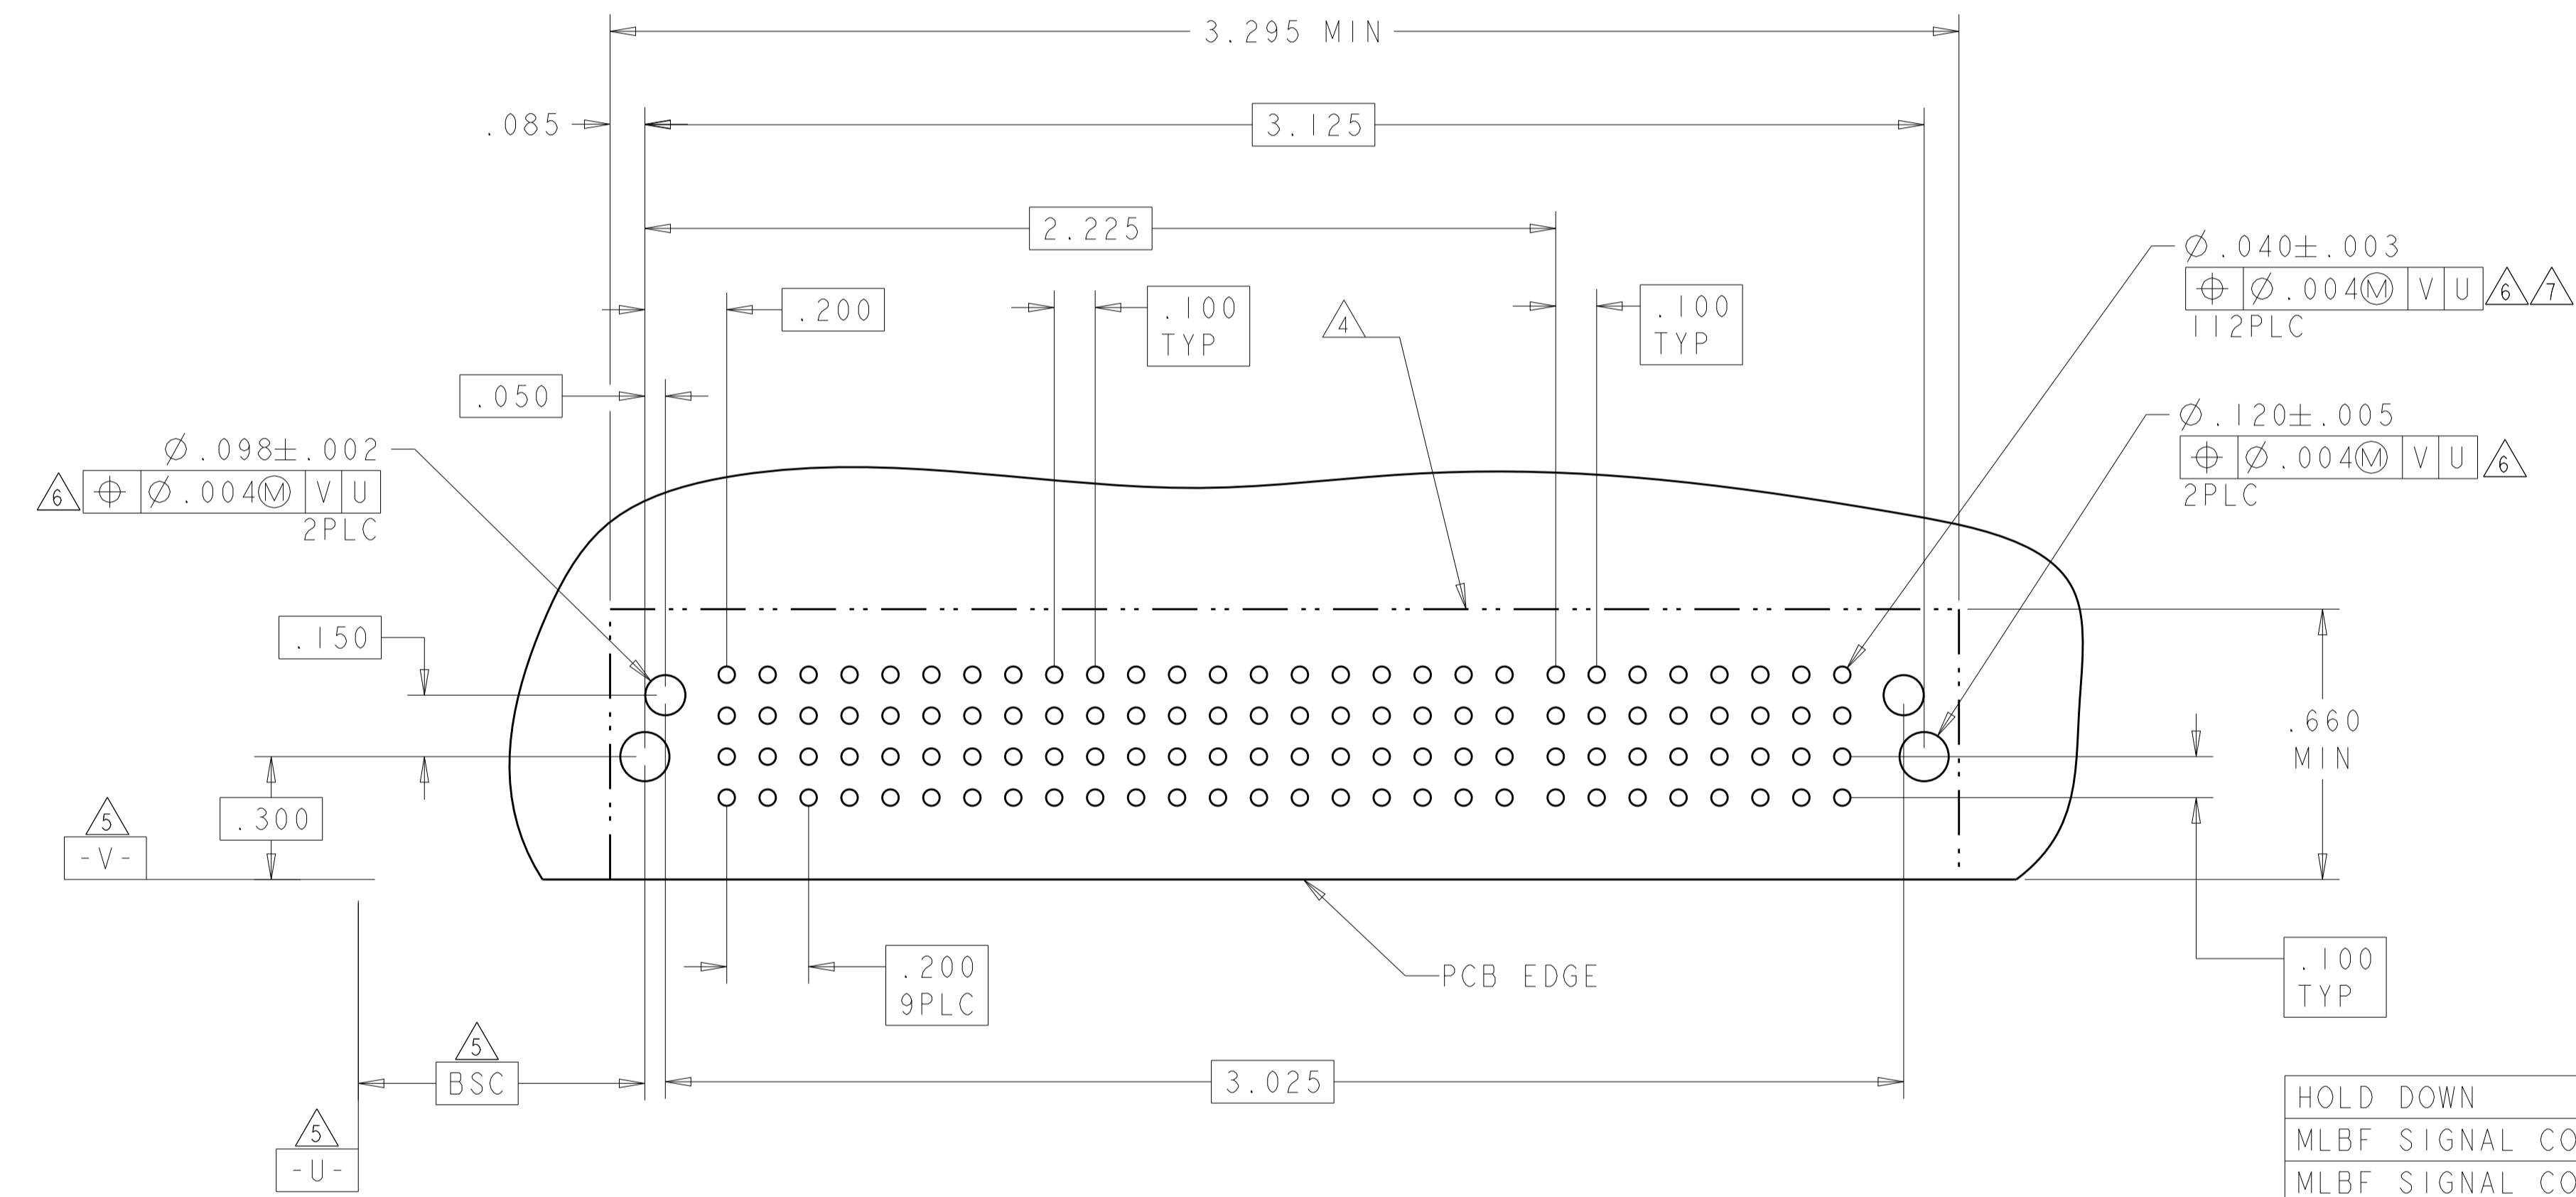 3.295 MIN
.085
3.125
2.225
.200
.100
TYP
4
.100
TYP
Ø.040±.003
⌖ Ø.004Ⓜ V U 6 7
112PLC
.050
Ø.120±.005
⌖ Ø.004Ⓜ V U 6
2PLC
Ø.098±.002
6 ⌖ Ø.004Ⓜ V U
2PLC
.150
.660
MIN
5
-V-
.300
.200
9PLC
PCB EDGE
.100
TYP
5
BSC
3.025
5
-U-
HOLD DOWN
MLBF SIGNAL CO
MLBF SIGNAL CO